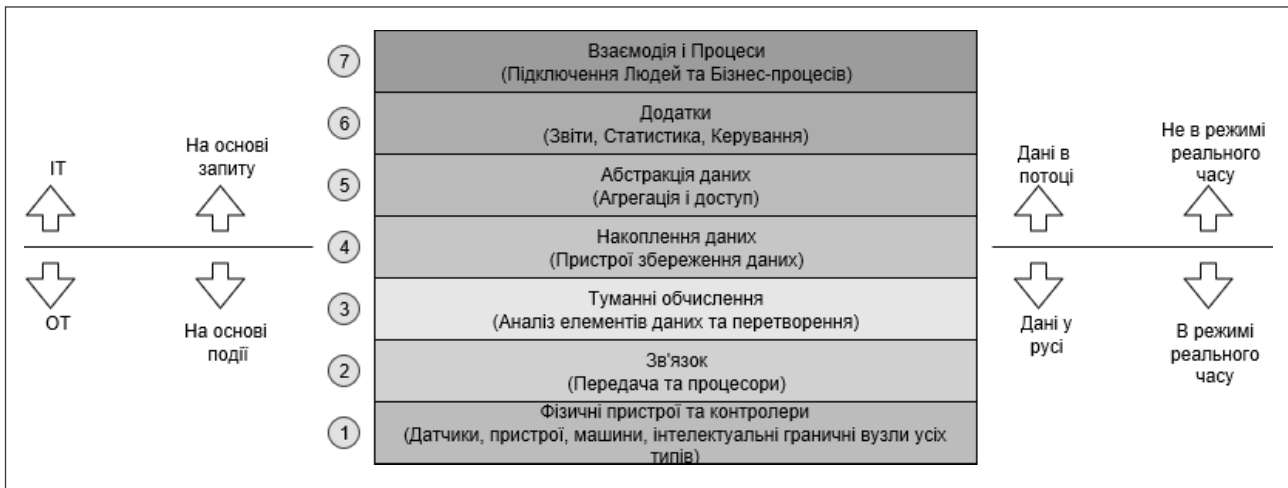 7
Взаємодія і Процеси
(Підключення Людей та Бізнес-процесів)
6
Додатки
(Звіти, Статистика, Керування)
5
Абстракція даних
(Агрегація і доступ)
4
Накоплення даних
(Пристрої збереження даних)
3
Туманні обчислення
(Аналіз елементів даних та перетворення)
2
Зв'язок
(Передача та процесори)
1
Фізичні пристрої та контролери
(Датчики, пристрої, машини, інтелектуальні граничні вузли усіх
типів)
IT
На основі
запиту
OT
На основі
події
Дані в
потоці
Не в режимі
реального
часу
Дані у
русі
В режимі
реального
часу